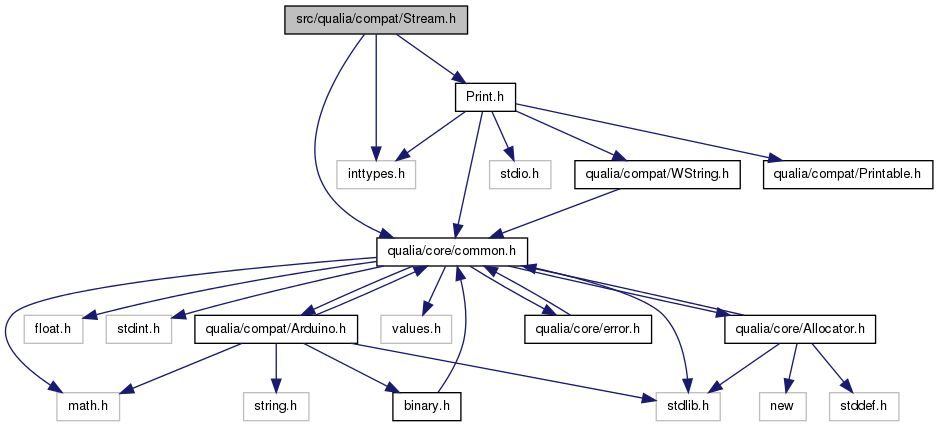 src/qualia/compat/Stream.h
Print.h
inttypes.h
stdio.h
qualia/compat/WString.h
qualia/compat/Printable.h
qualia/core/common.h
float.h
stdint.h
qualia/compat/Arduino.h
values.h
qualia/core/error.h
qualia/core/Allocator.h
math.h
string.h
binary.h
stdlib.h
new
stddef.h